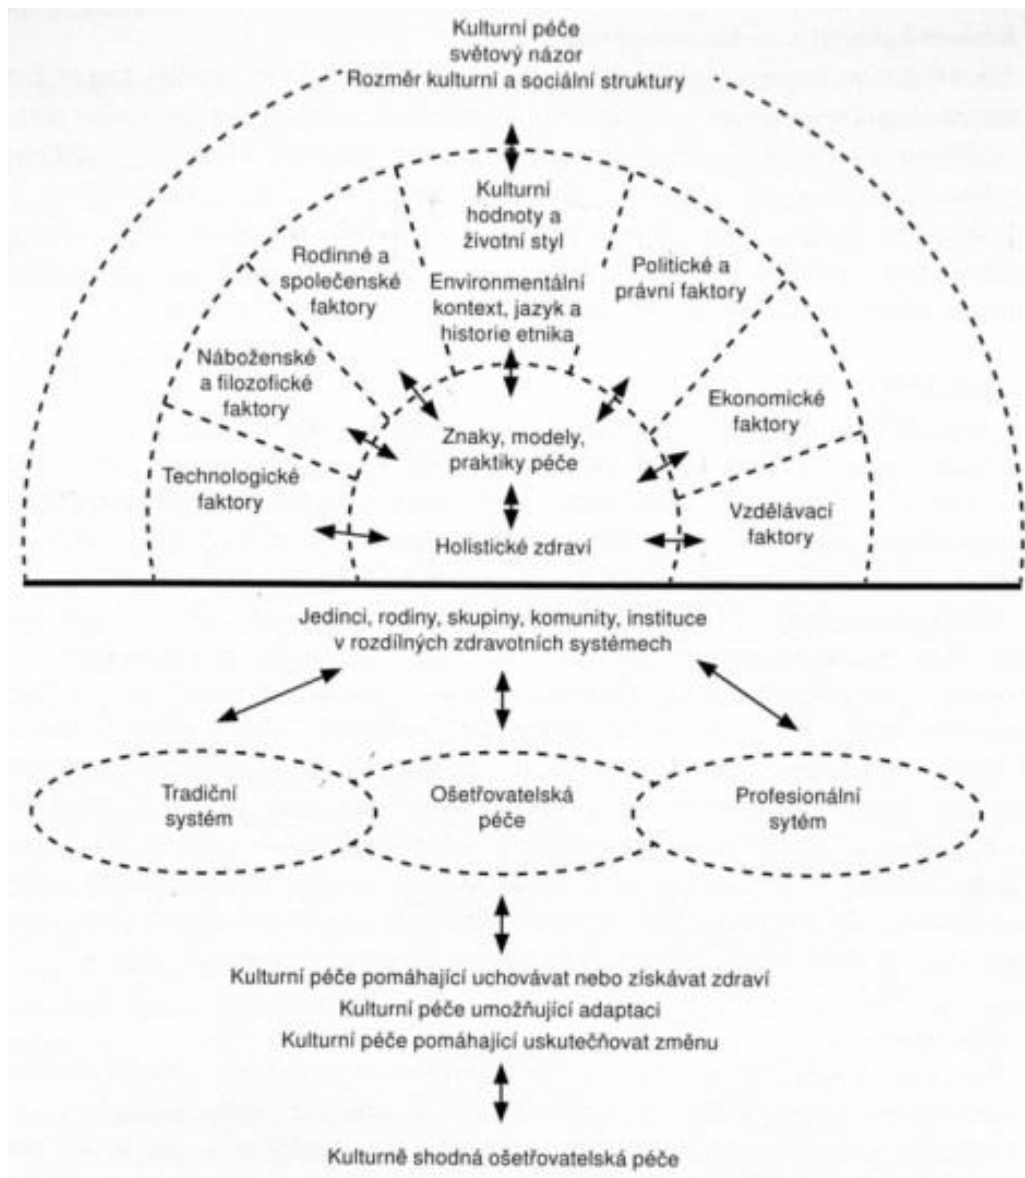 Kulturní péče
světový názor
Rozměr kulturní a sociální struktury
Kulturní
hodnoty a
životní styl
Rodinné a
společenské
faktory
Environmentální
kontext, jazyk a
historie etnika
Politické a
právní faktory
Náboženské
a filozofické
faktory
Ekonomické
faktory
Znaky, modely,
praktiky péče
Technologické
faktory
Vzdělávací
faktory
Holistické zdraví
Jedinci, rodiny, skupiny, komunity, instituce
v rozdílných zdravotních systémech
Tradiční
systém
Ošetřovatelská
péče
Profesionální
sytém
Kulturní péče pomáhající uchovávat nebo získávat zdraví
Kulturní péče umožňující adaptaci
Kulturní péče pomáhající uskutečňovat změnu
Kulturně shodná ošetřovatelská péče